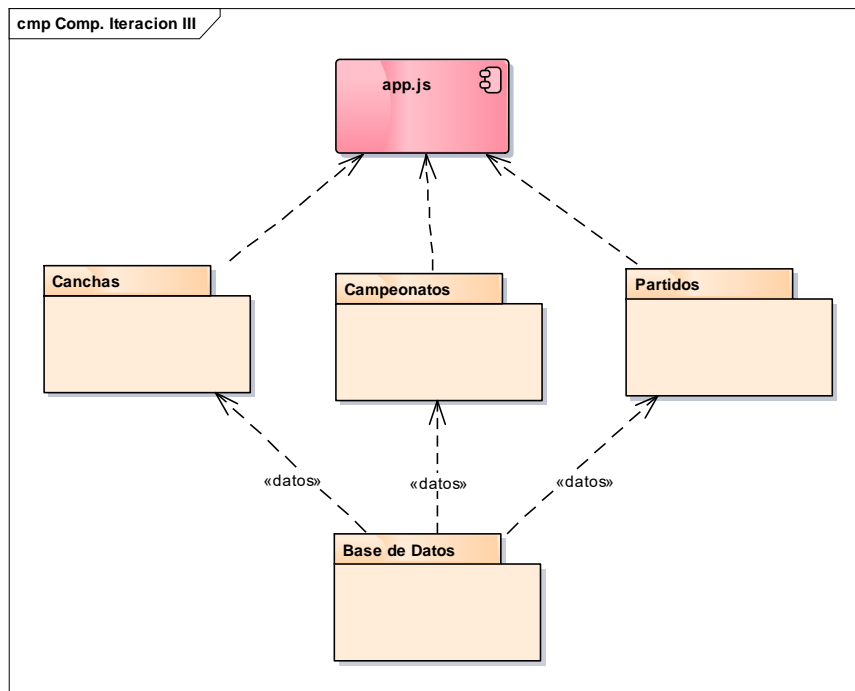 cmp Comp. Iteracion III
app.js
Canchas
Campeonatos
Partidos
«datos»
«datos»
«datos»
Base de Datos